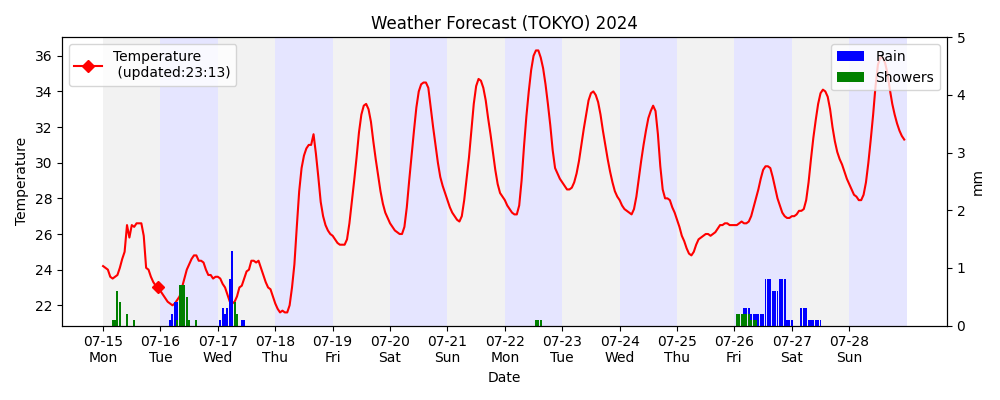 Weather Forecast (TOKYO) 2024
Temperature
(updated:23:13)
Rain
Showers
Temperature
36
34
32
30
28
26
24
22
5
4
3
2
1
0
mm
07-15 07-16 07-17 07-18 07-19 07-20 07-21 07-22 07-23 07-24 07-25 07-26 07-27 07-28
Mon Tue Wed Thu Fri Sat Sun Mon Tue Wed Thu Fri Sat Sun
Date